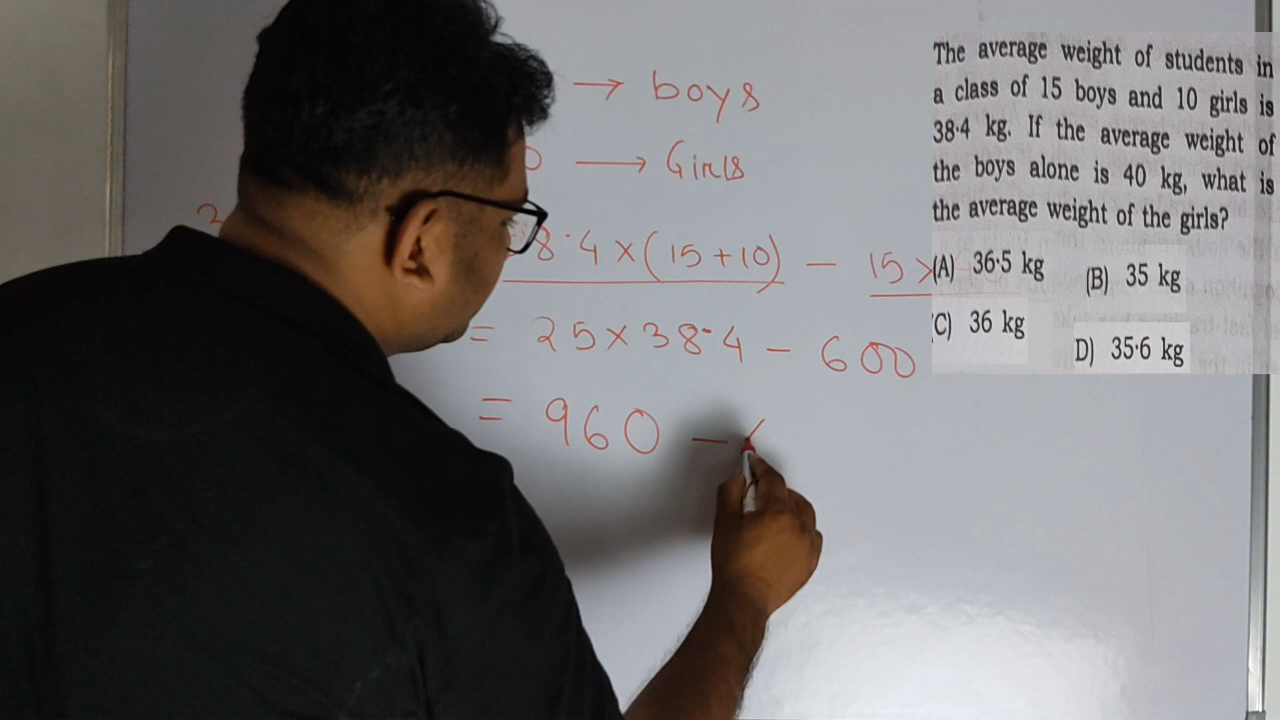 → boys
0 → Girls
2
8.4 × (15+10) - 15 ×
= 25 × 38.4 - 600
= 960 -
The average weight of students in
a class of 15 boys and 10 girls is
38·4 kg. If the average weight of
the boys alone is 40 kg, what is
the average weight of the girls?
(A) 36·5 kg
(B) 35 kg
(C) 36 kg
D) 35·6 kg